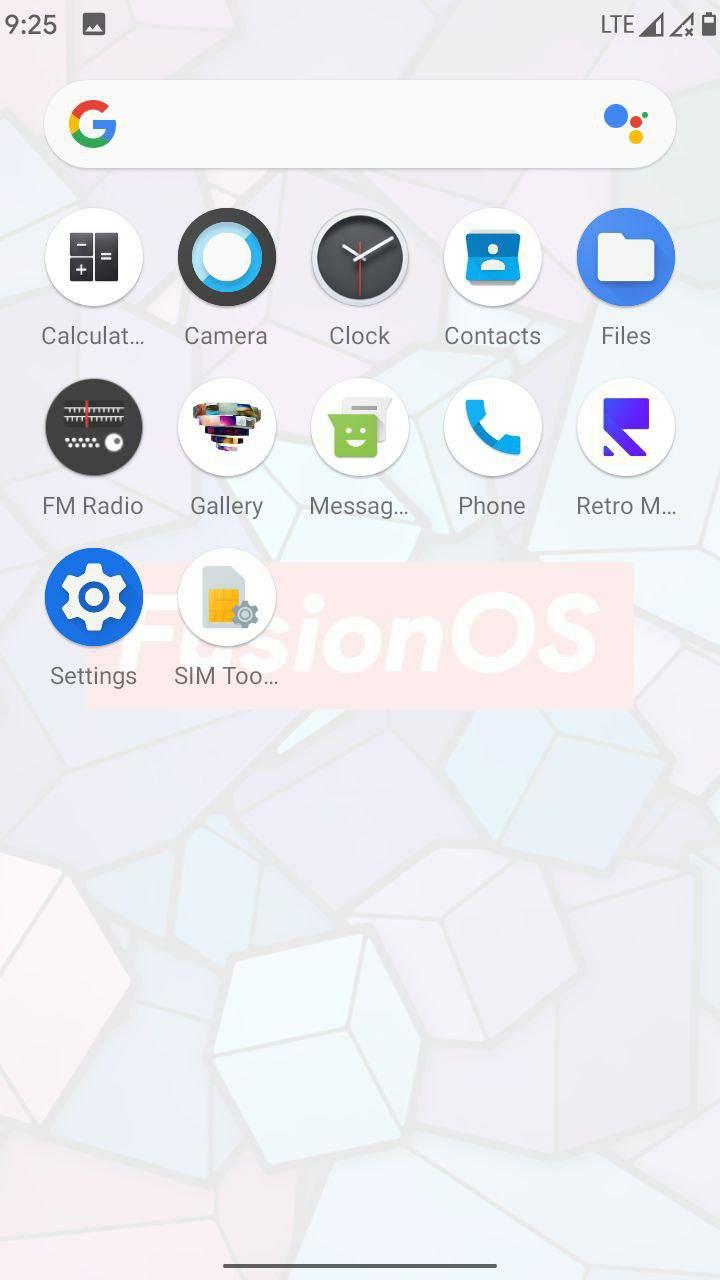 9:25 LTE
Calculat... Camera Clock Contacts Files
FM Radio Gallery Messag... Phone Retro M...
FusionOS
Settings SIM Too...